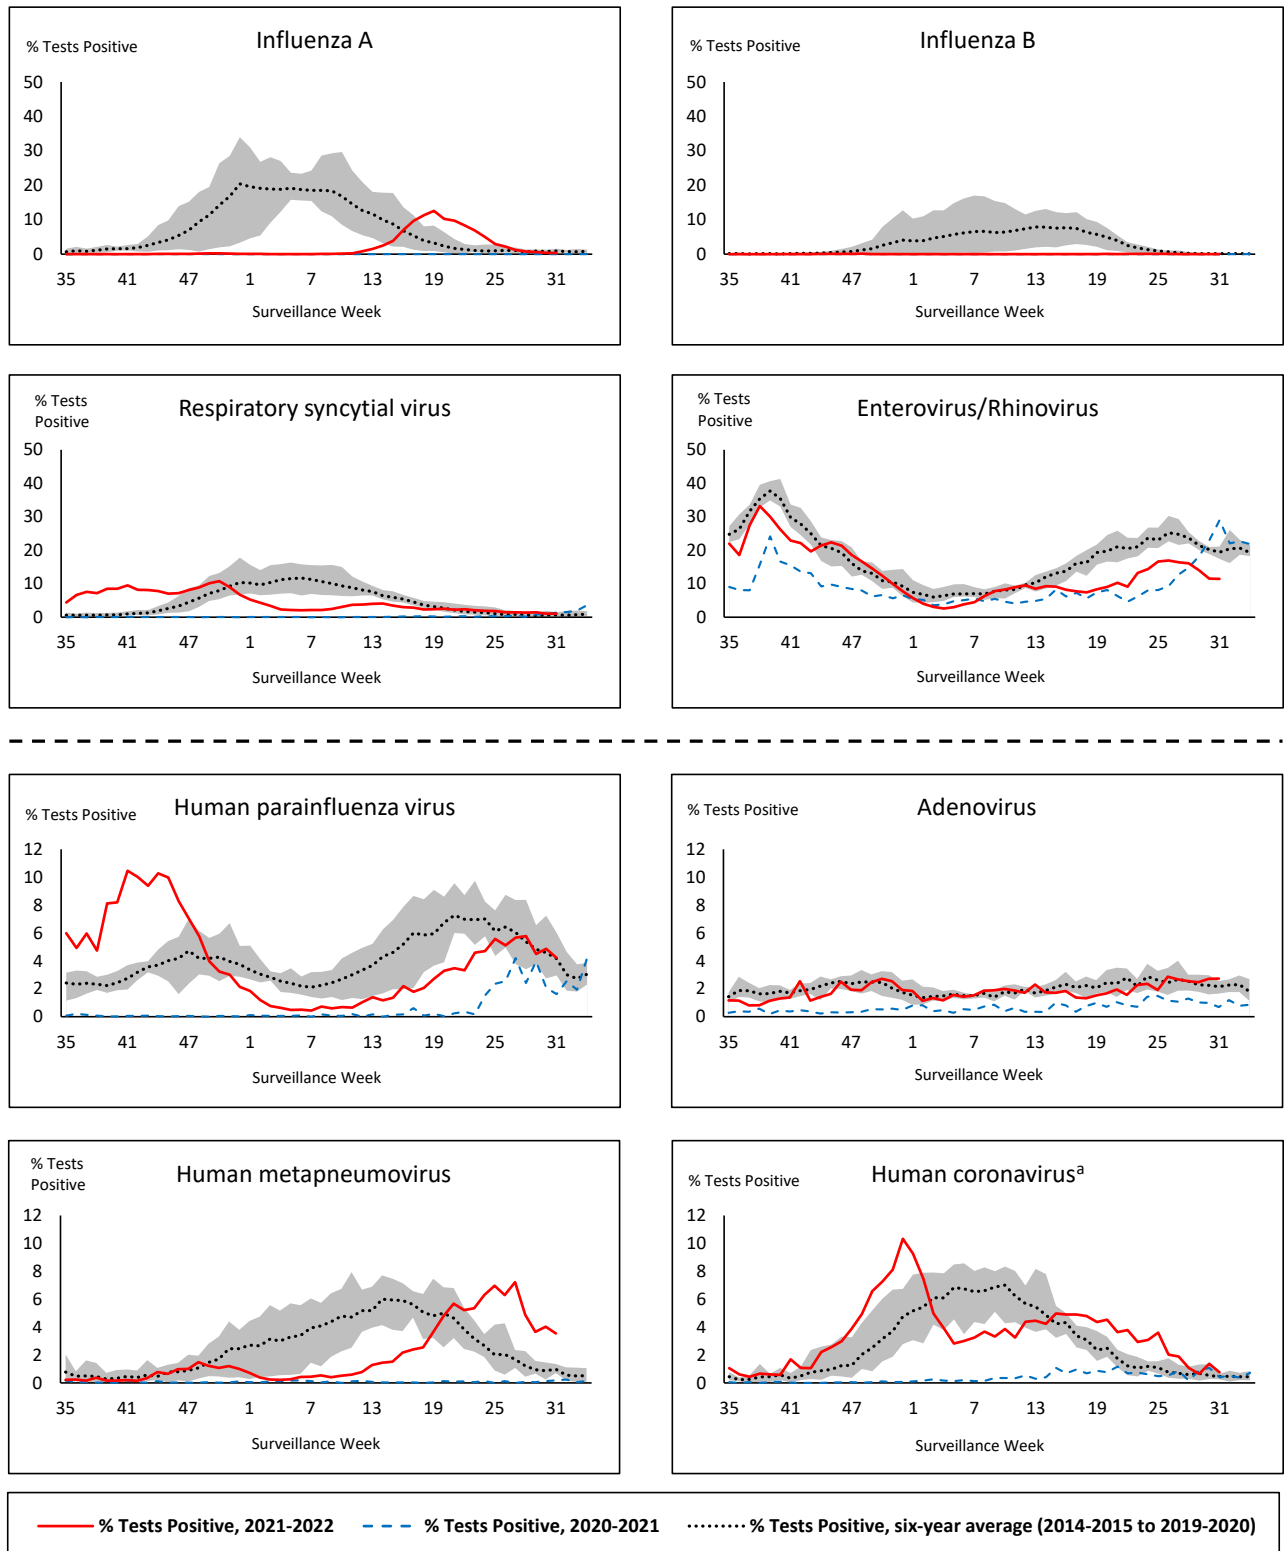 Influenza A
% Tests Positive
50
40
30
20
10
0
35 41 47 1 7 13 19 25 31
Surveillance Week
Influenza B
% Tests Positive
50
40
30
20
10
0
35 41 47 1 7 13 19 25 31
Surveillance Week
Respiratory syncytial virus
% Tests
Positive
50
40
30
20
10
0
35 41 47 1 7 13 19 25 31
Surveillance Week
Enterovirus/Rhinovirus
% Tests
Positive
50
40
30
20
10
0
35 41 47 1 7 13 19 25 31
Surveillance Week
Human parainfluenza virus
% Tests Positive
12
10
8
6
4
2
0
35 41 47 1 7 13 19 25 31
Surveillance Week
Adenovirus
% Tests Positive
12
10
8
6
4
2
0
35 41 47 1 7 13 19 25 31
Surveillance Week
Human metapneumovirus
% Tests
Positive
12
10
8
6
4
2
0
35 41 47 1 7 13 19 25 31
Surveillance Week
Human coronavirusᵃ
% Tests Positive
12
10
8
6
4
2
0
35 41 47 1 7 13 19 25 31
Surveillance Week
% Tests Positive, 2021-2022 % Tests Positive, 2020-2021 % Tests Positive, six-year average (2014-2015 to 2019-2020)